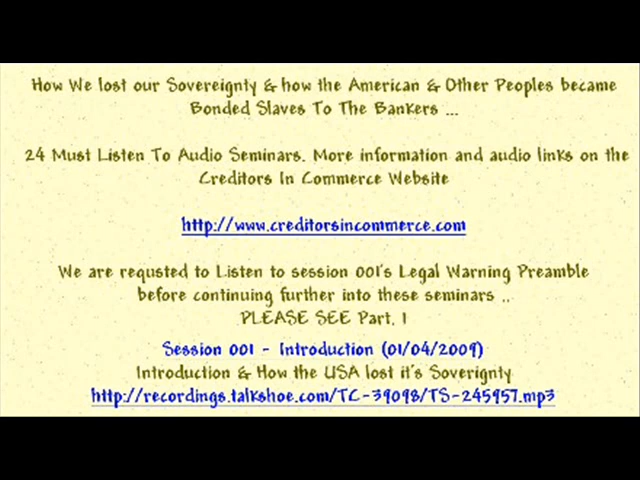 How We lost our Sovereignty & how the American & Other Peoples became
Bonded Slaves To The Bankers ...
24 Must Listen To Audio Seminars. More information and audio links on the
Creditors In Commerce Website
http://www.creditorsincommerce.com
We are requsted to Listen to session 001's Legal Warning Preamble
before continuing further into these seminars ..
PLEASE SEE Part. 1
Session 001 - Introduction (01/04/2009)
Introduction & How the USA lost it's Soverignty
http://recordings.talkshoe.com/TC-39098/TS-245957.mp3